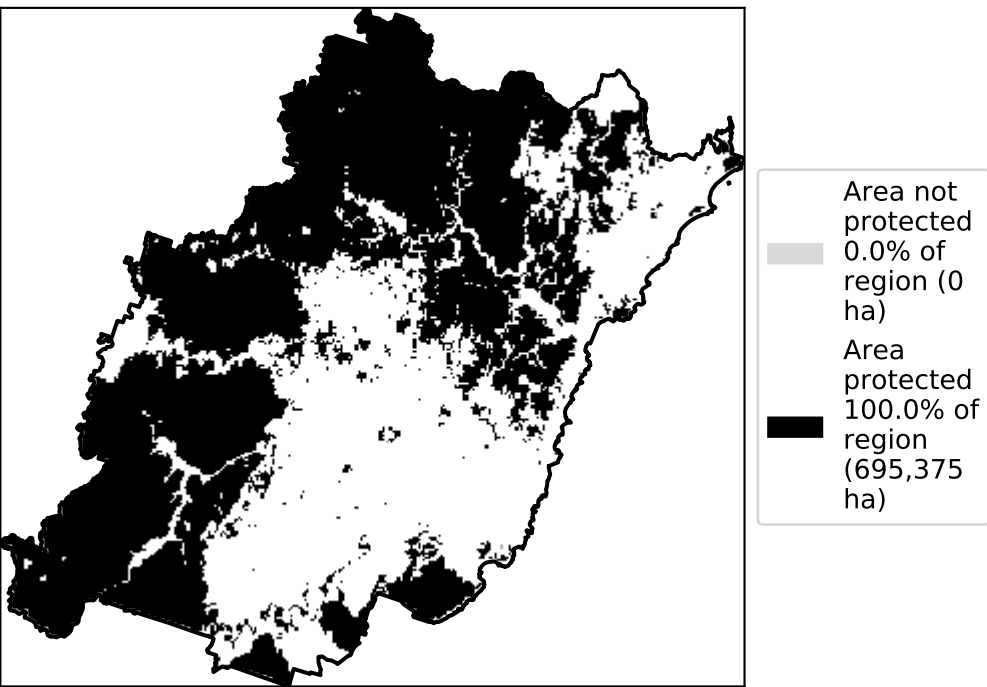 Area not
protected
0.0% of
region (0
ha)
Area
protected
100.0% of
region
(695,375
ha)